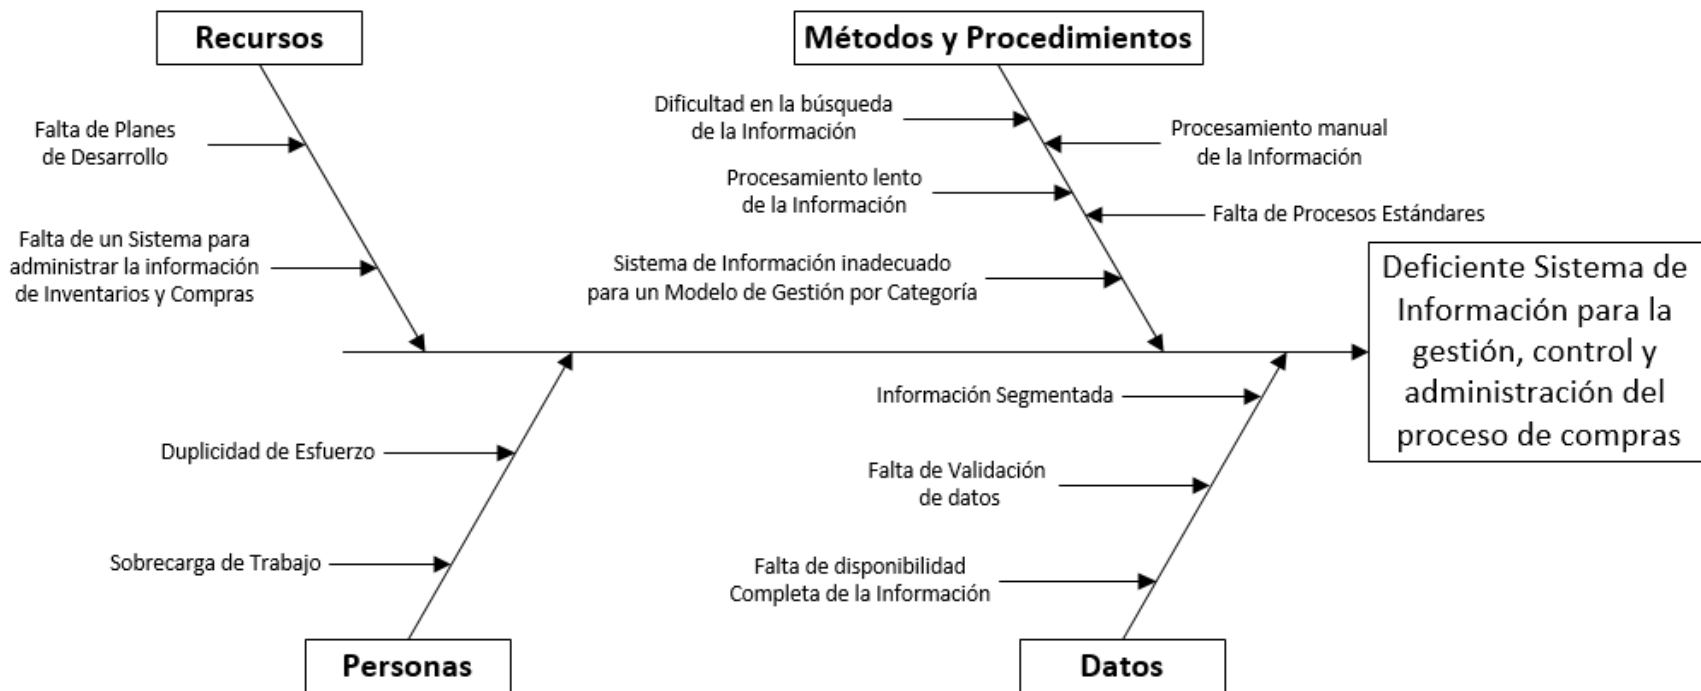 Recursos
Métodos y Procedimientos
Falta de Planes
de Desarrollo
Falta de un Sistema para
administrar la información
de Inventarios y Compras
Dificultad en la búsqueda
de la Información
Procesamiento manual
de la Información
Procesamiento lento
de la Información
Falta de Procesos Estándares
Sistema de Información inadecuado
para un Modelo de Gestión por Categoría
Deficiente Sistema de
Información para la
gestión, control y
administración del
proceso de compras
Duplicidad de Esfuerzo
Sobrecarga de Trabajo
Información Segmentada
Falta de Validación
de datos
Falta de disponibilidad
Completa de la Información
Personas
Datos